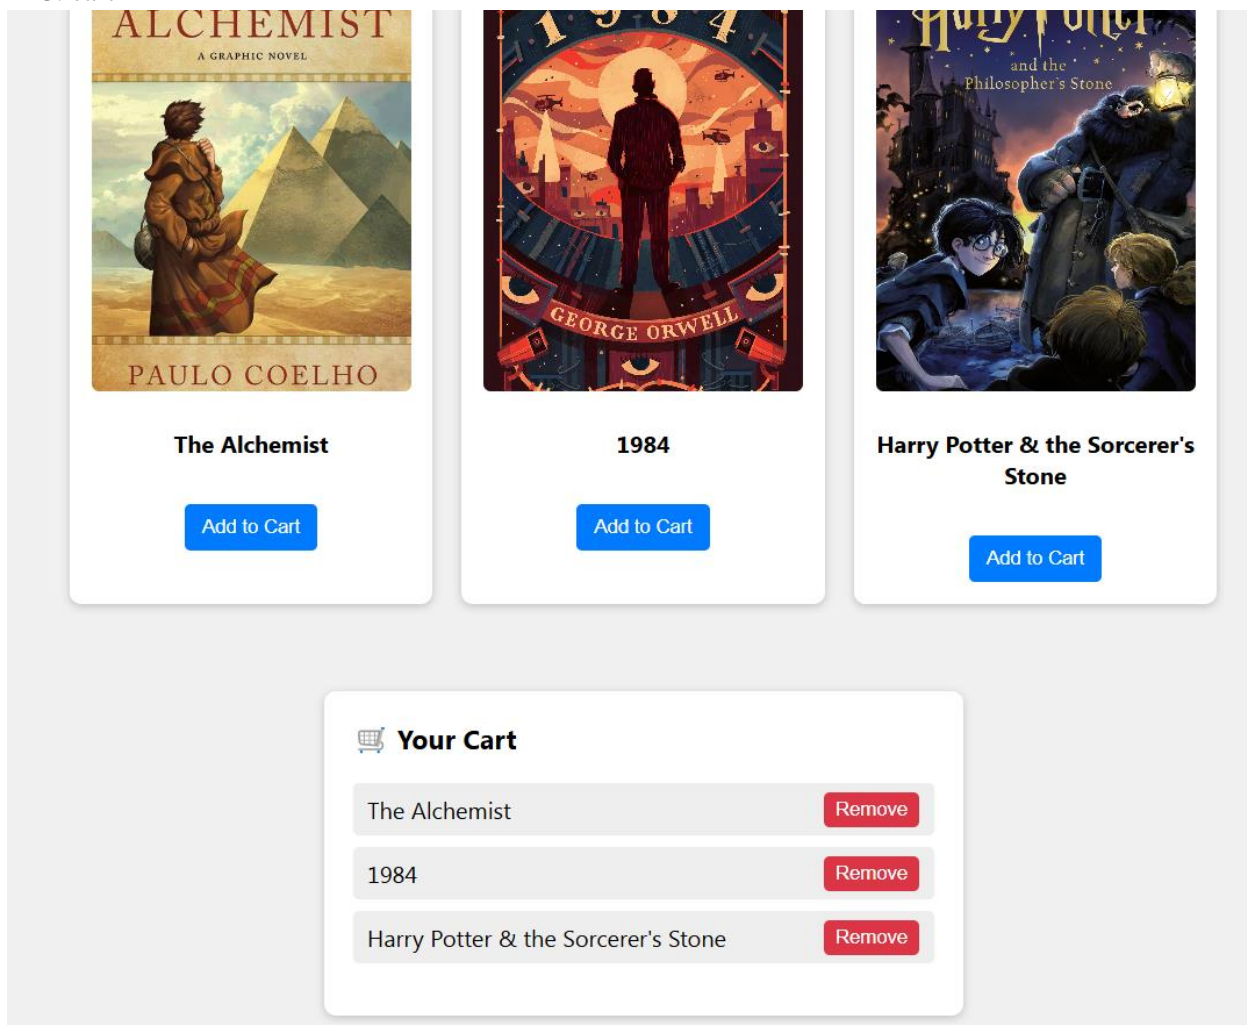 ALCHEMIST
A GRAPHIC NOVEL
PAULO COELHO
1984
GEORGE ORWELL
Harry Potter
and the
Philosopher's Stone
The Alchemist
1984
Harry Potter & the Sorcerer's
Stone
Add to Cart
Add to Cart
Add to Cart
🛒 Your Cart
The Alchemist
Remove
1984
Remove
Harry Potter & the Sorcerer's Stone
Remove